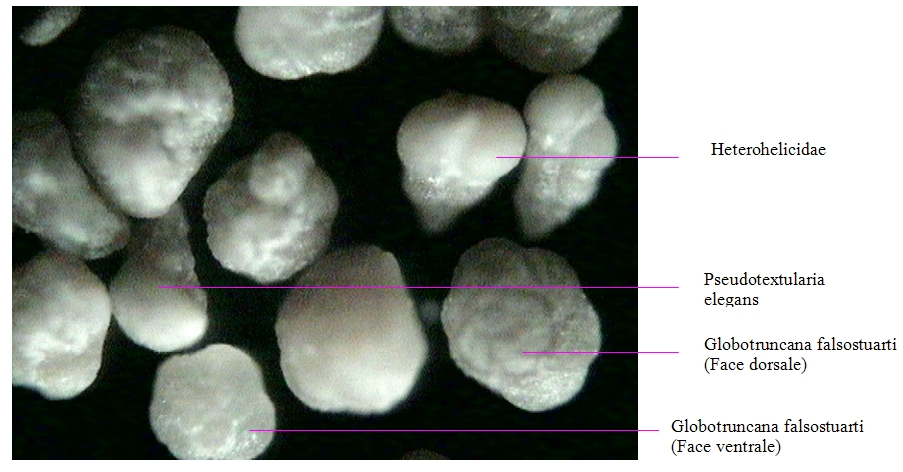 Heterohelicidae
Pseudotextularia
elegans
Globotruncana falsostuarti
(Face dorsale)
Globotruncana falsostuarti
(Face ventrale)